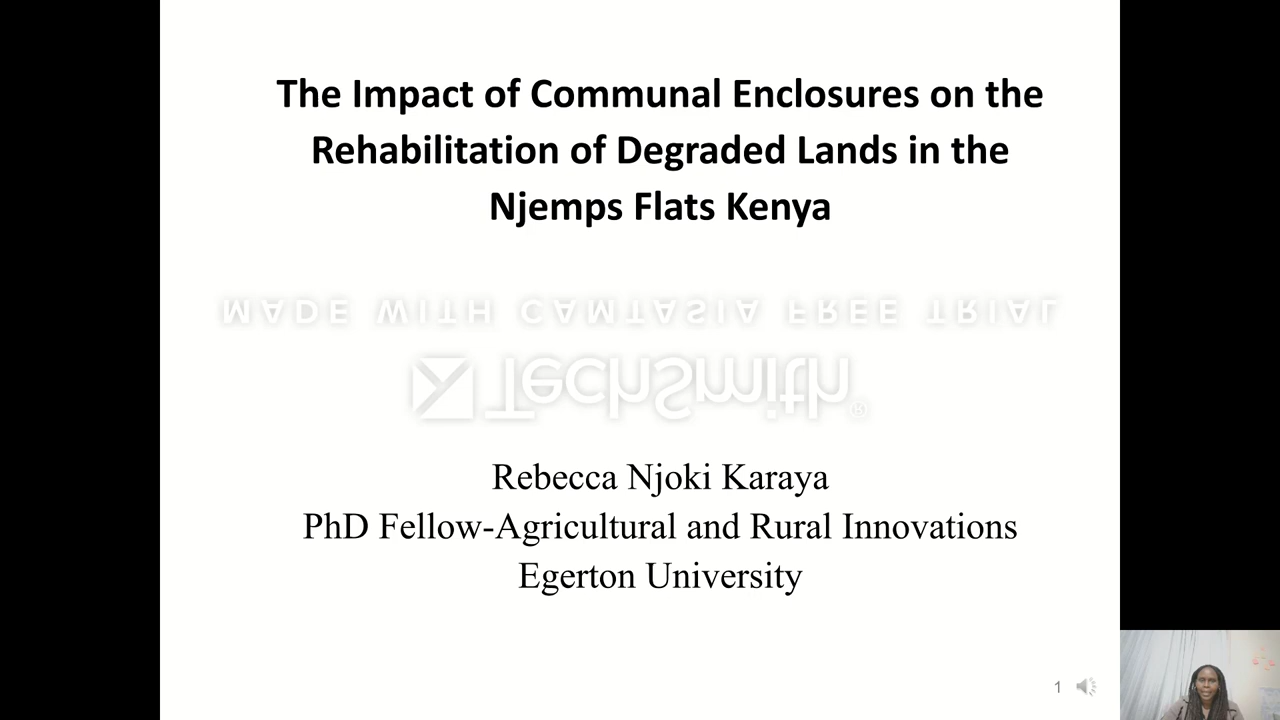 The Impact of Communal Enclosures on the
Rehabilitation of Degraded Lands in the
Njemps Flats Kenya
MADE WITH CAMTASIA FREE TRIAL
TechSmith®
Rebecca Njoki Karaya
PhD Fellow-Agricultural and Rural Innovations
Egerton University
1